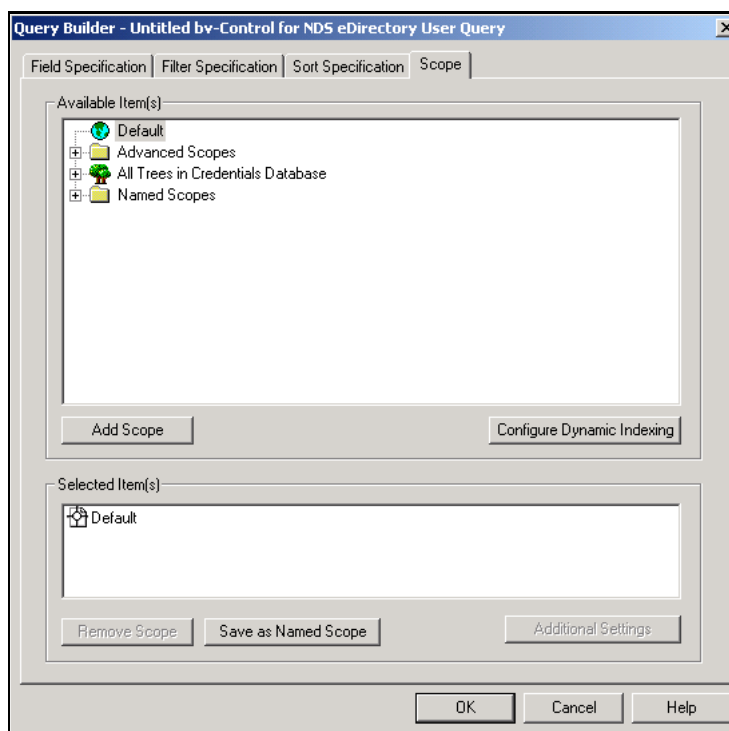 Query Builder - Untitled bv-Control for NDS eDirectory User Query
Field Specification Filter Specification Sort Specification Scope
Available Item(s)
Default
Advanced Scopes
All Trees in Credentials Database
Named Scopes
Add Scope Configure Dynamic Indexing
Selected Item(s)
Default
Remove Scope Save as Named Scope Additional Settings
OK Cancel Help